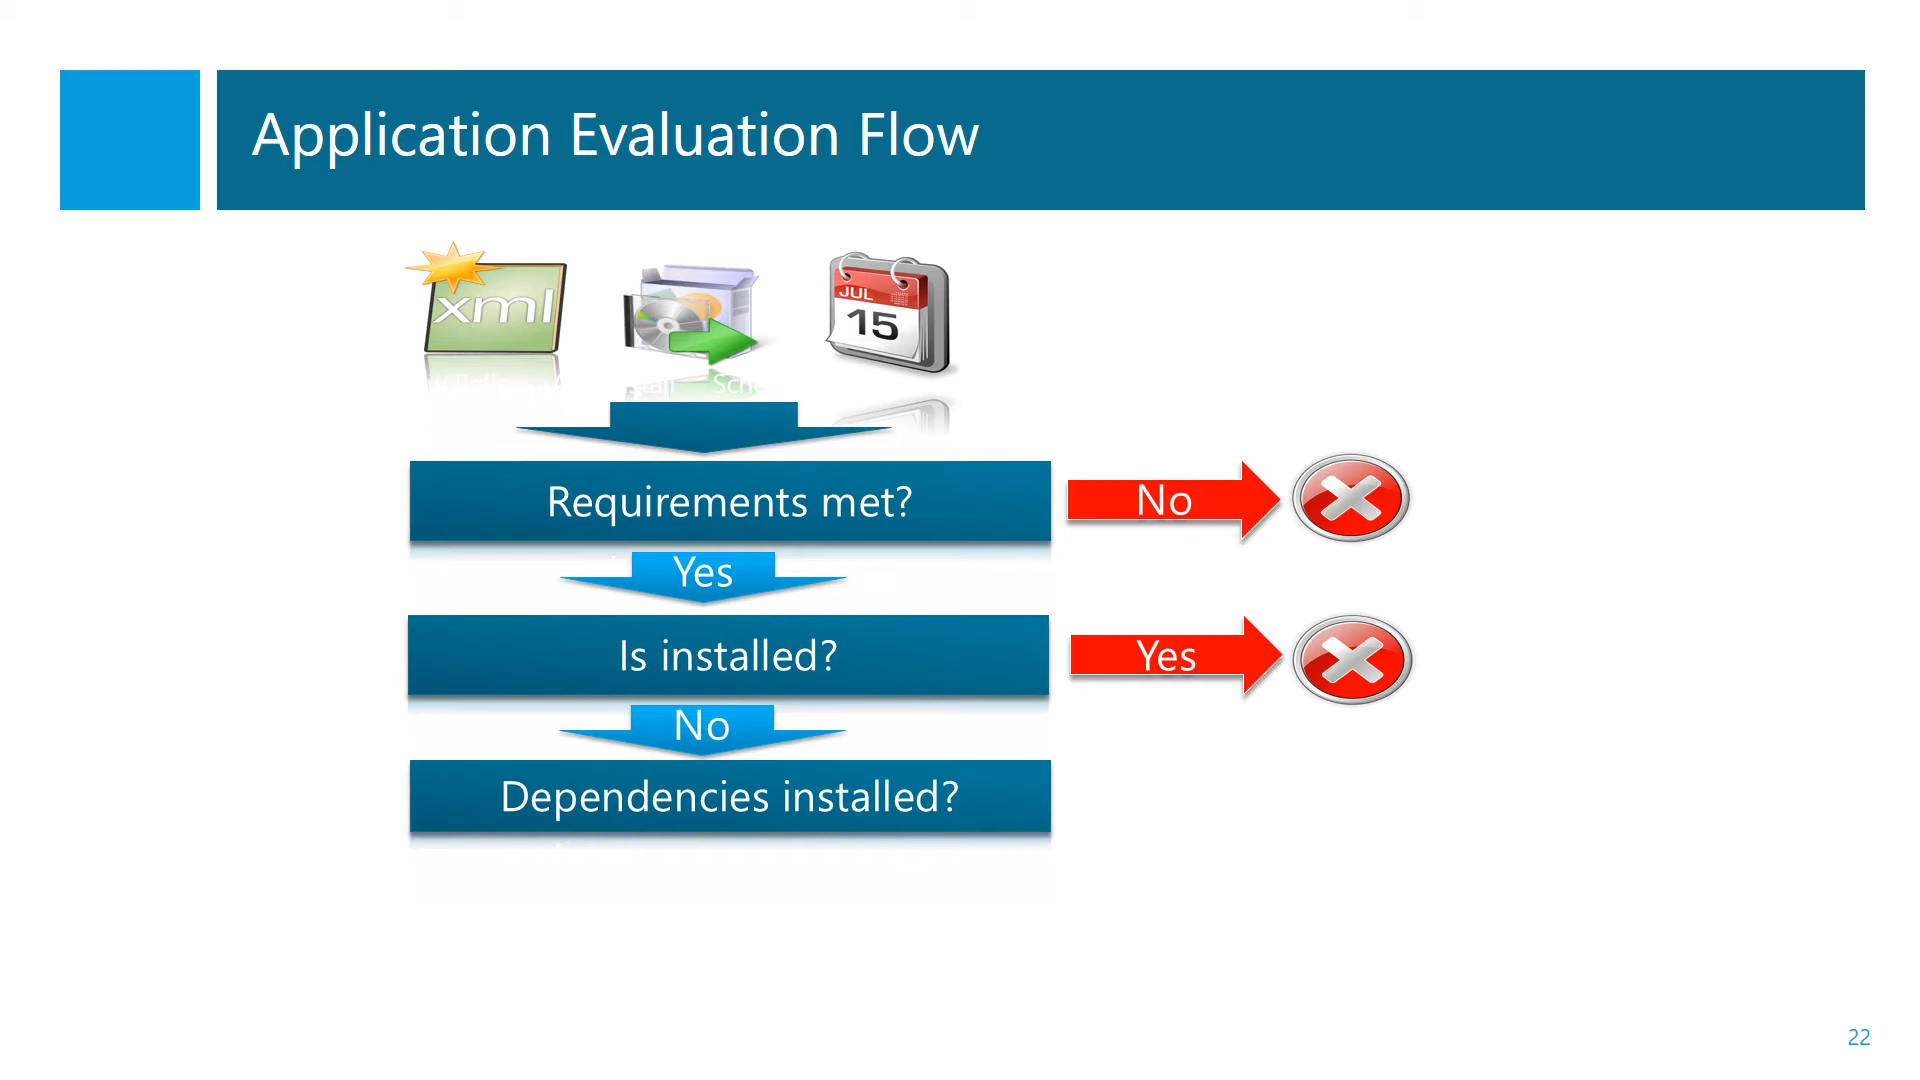 Application Evaluation Flow
xml
JUL
15
Requirements met?
No
Yes
Is installed?
Yes
No
Dependencies installed?
22